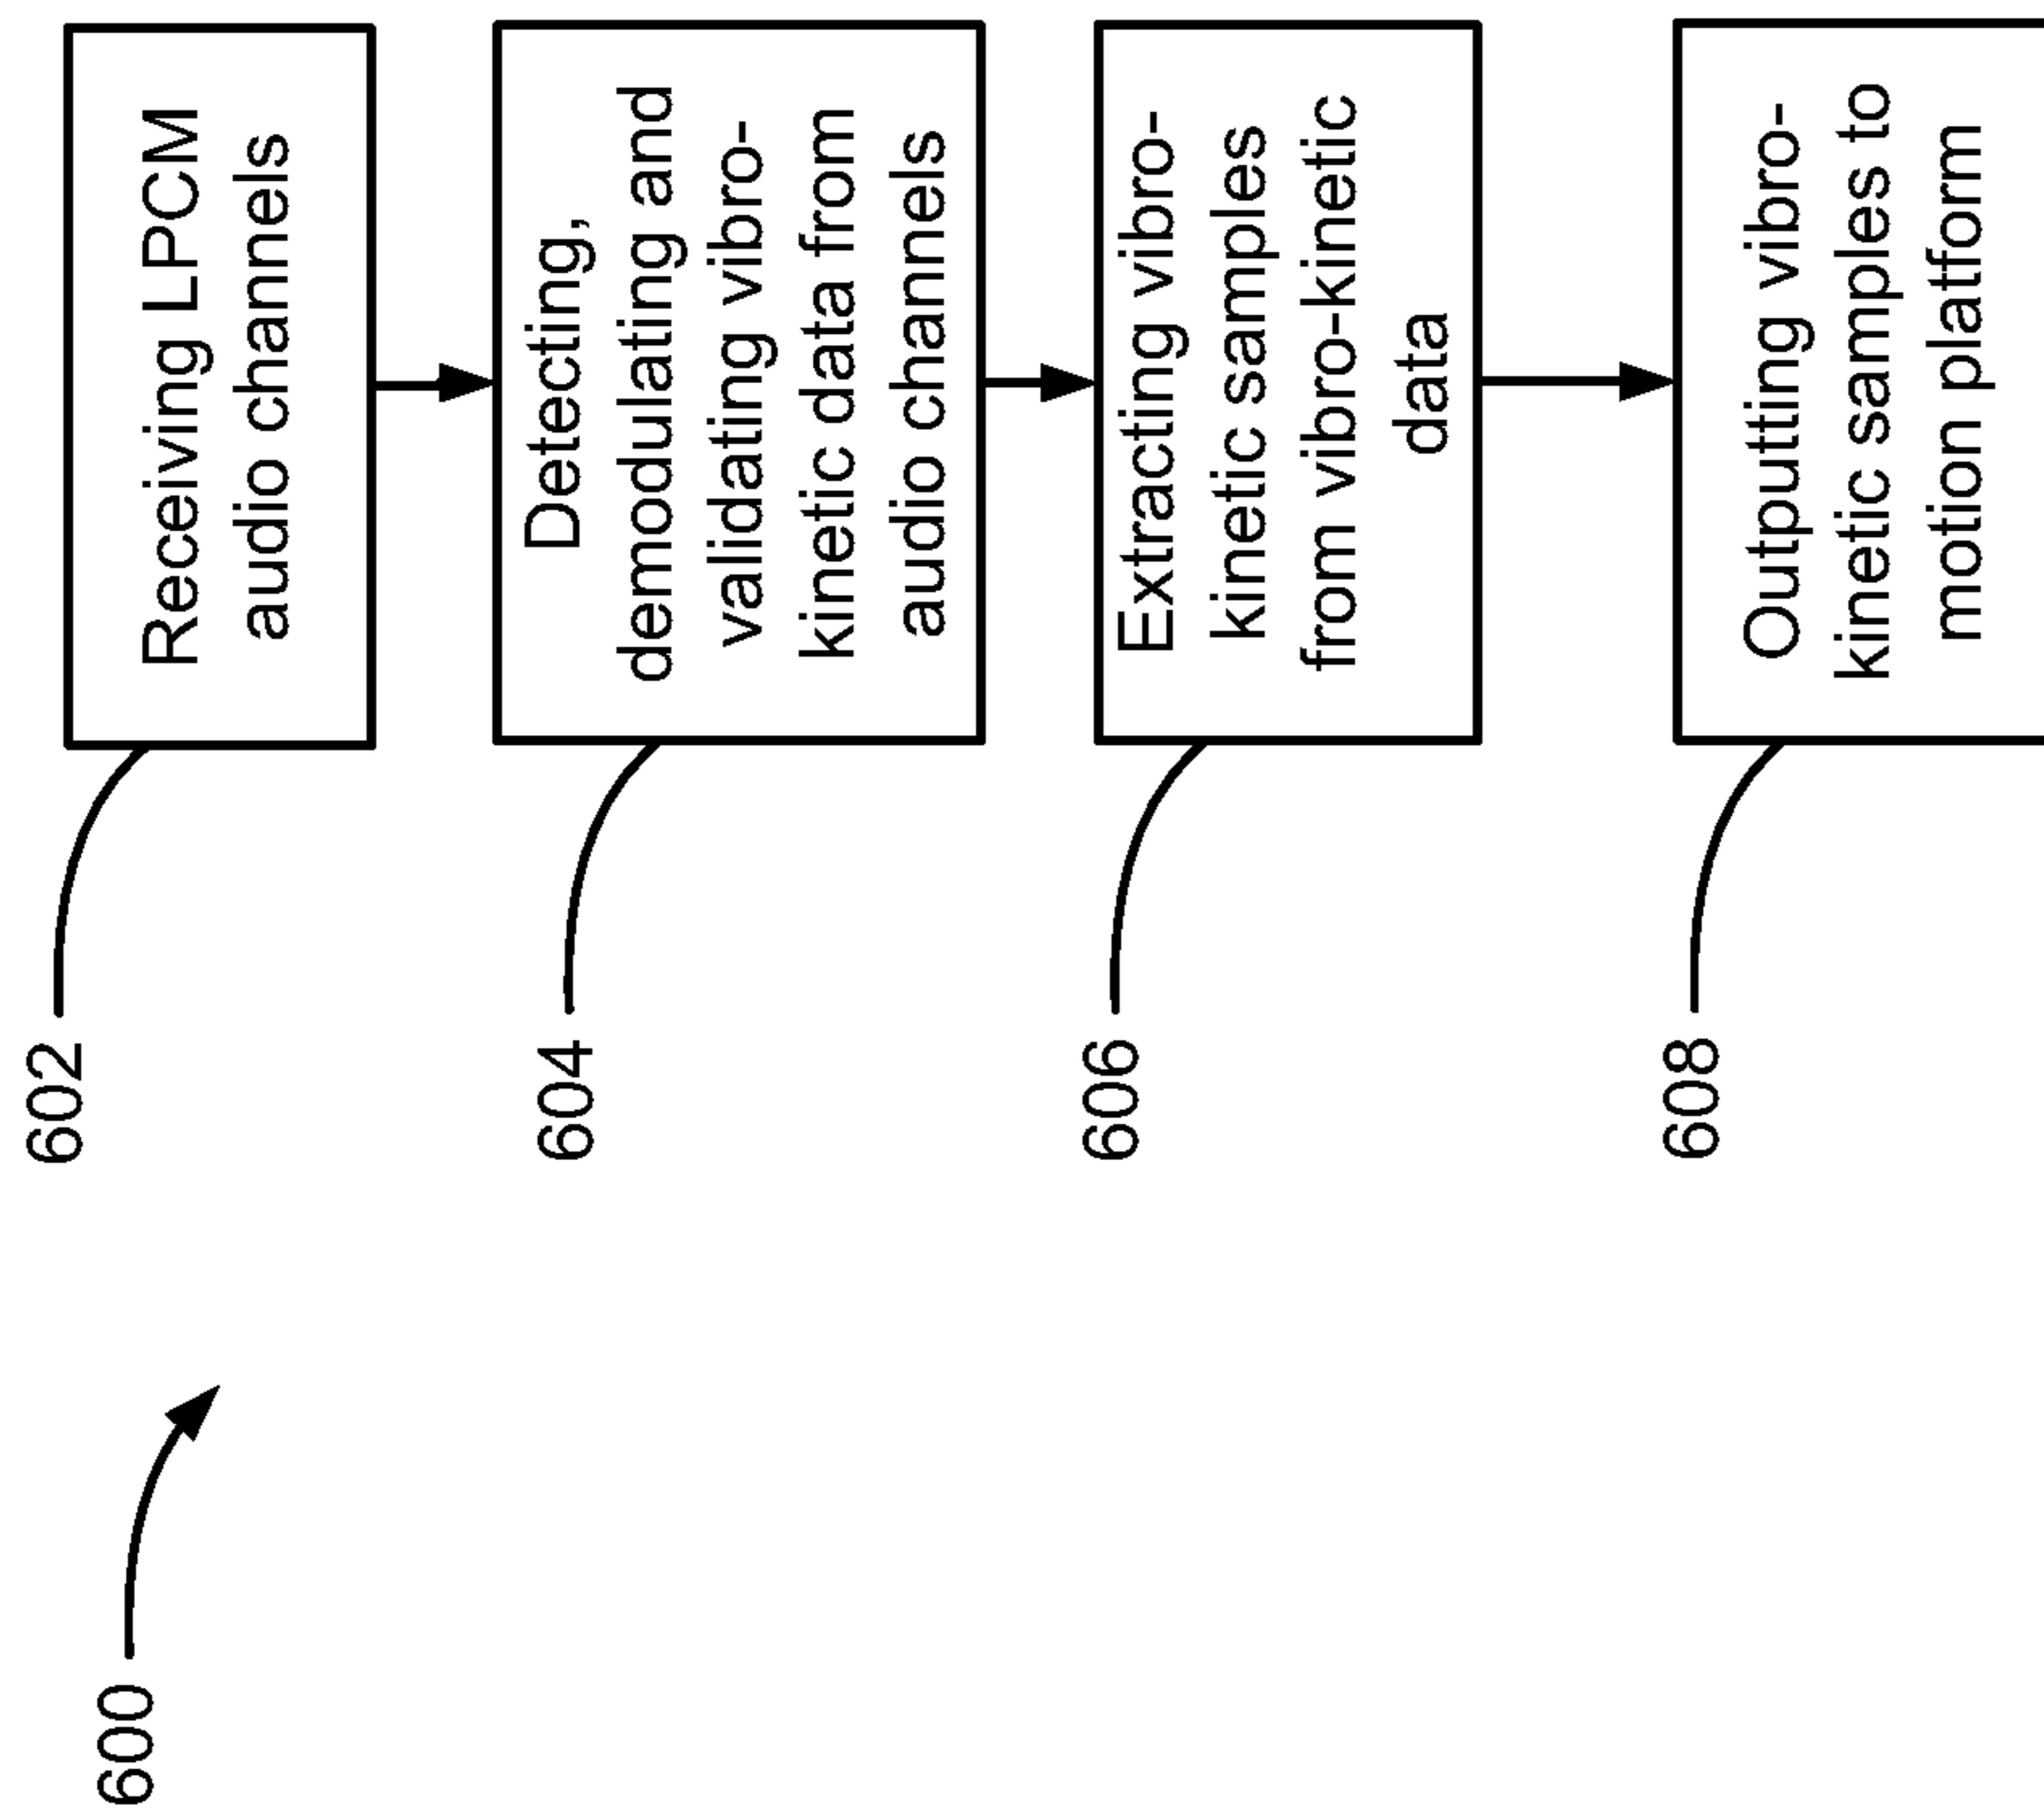 600
602
Receiving LPCM
audio channels
604
Detecting,
demodulating and
validating vibro-
kinetic data from
audio channels
606
Extracting vibro-
kinetic samples
from vibro-kinetic
data
608
Outputting vibro-
kinetic samples to
motion platform